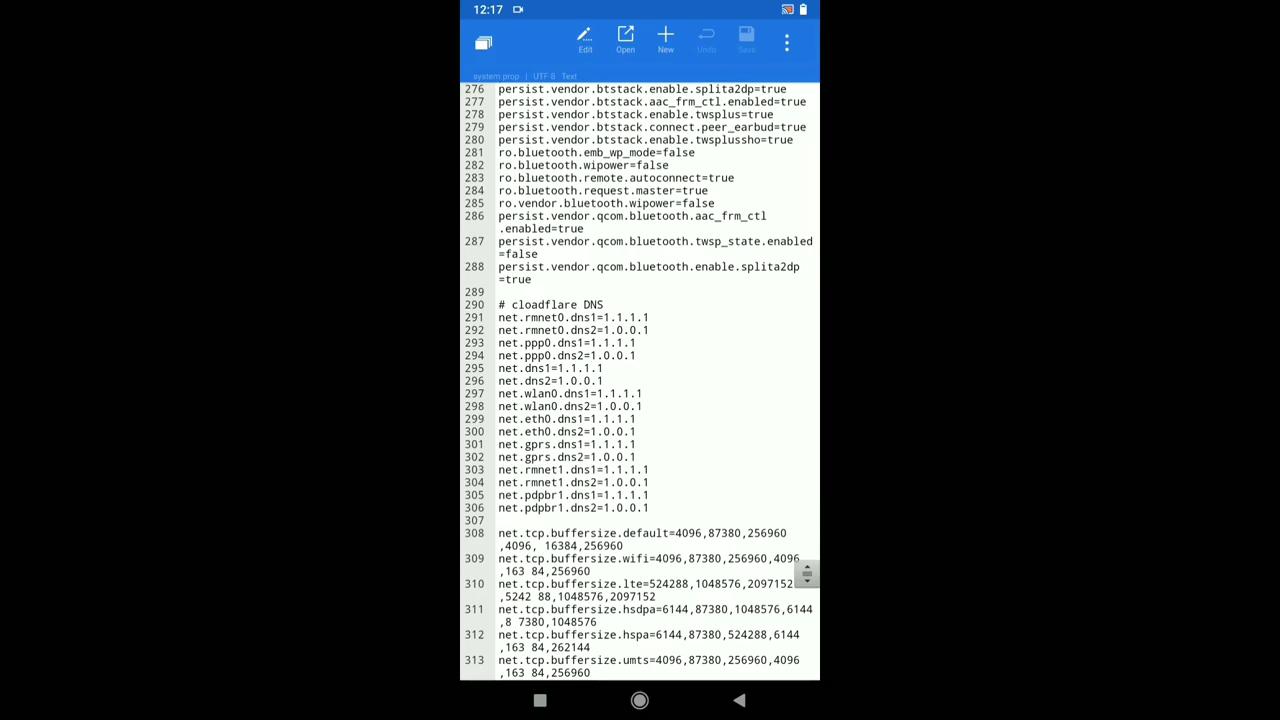 12:17
Edit
Open
New
Undo
Save
system prop | UTF-8 Text
276 persist.vendor.btstack.enable.splita2dp=true
277 persist.vendor.btstack.aac_frm_ctl.enabled=true
278 persist.vendor.btstack.enable.twsplus=true
279 persist.vendor.btstack.connect.peer_earbud=true
280 persist.vendor.btstack.enable.twsplussho=true
281 ro.bluetooth.emb_wp_mode=false
282 ro.bluetooth.wipower=false
283 ro.bluetooth.remote.autoconnect=true
284 ro.bluetooth.request.master=true
285 ro.vendor.bluetooth.wipower=false
286 persist.vendor.qcom.bluetooth.aac_frm_ctl
.enabled=true
287 persist.vendor.qcom.bluetooth.twsp_state.enabled
=false
288 persist.vendor.qcom.bluetooth.enable.splita2dp
=true
289
290 # cloadflare DNS
291 net.rmnet0.dns1=1.1.1.1
292 net.rmnet0.dns2=1.0.0.1
293 net.ppp0.dns1=1.1.1.1
294 net.ppp0.dns2=1.0.0.1
295 net.dns1=1.1.1.1
296 net.dns2=1.0.0.1
297 net.wlan0.dns1=1.1.1.1
298 net.wlan0.dns2=1.0.0.1
299 net.eth0.dns1=1.1.1.1
300 net.eth0.dns2=1.0.0.1
301 net.gprs.dns1=1.1.1.1
302 net.gprs.dns2=1.0.0.1
303 net.rmnet1.dns1=1.1.1.1
304 net.rmnet1.dns2=1.0.0.1
305 net.pdpbr1.dns1=1.1.1.1
306 net.pdpbr1.dns2=1.0.0.1
307
308 net.tcp.buffersize.default=4096,87380,256960
,4096, 16384,256960
309 net.tcp.buffersize.wifi=4096,87380,256960,4096
,163 84,256960
310 net.tcp.buffersize.lte=524288,1048576,2097152
,5242 88,1048576,2097152
311 net.tcp.buffersize.hsdpa=6144,87380,1048576,6144
,8 7380,1048576
312 net.tcp.buffersize.hspa=6144,87380,524288,6144
,163 84,262144
313 net.tcp.buffersize.umts=4096,87380,256960,4096
,163 84,256960